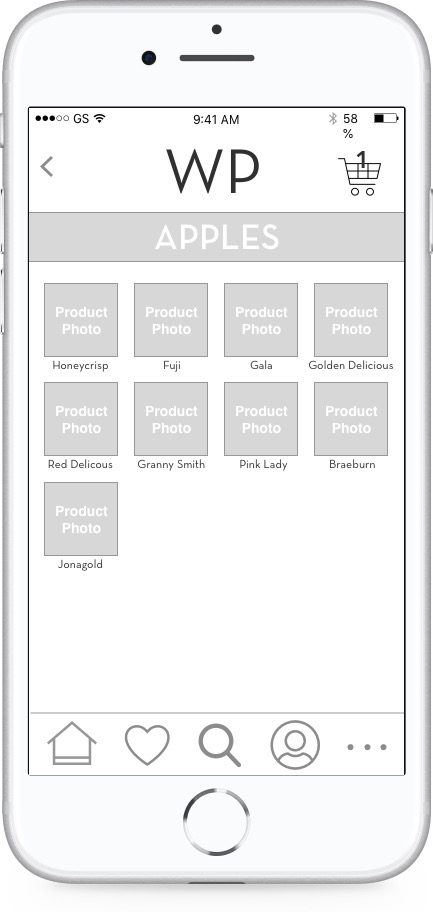 GS 9:41 AM 58
%
WP
1
APPLES
Product Product Product Product
Photo Photo Photo Photo
Honeycrisp Fuji Gala Golden Delicious
Product Product Product Product
Photo Photo Photo Photo
Red Delicous Granny Smith Pink Lady Braeburn
Product
Photo
Jonagold